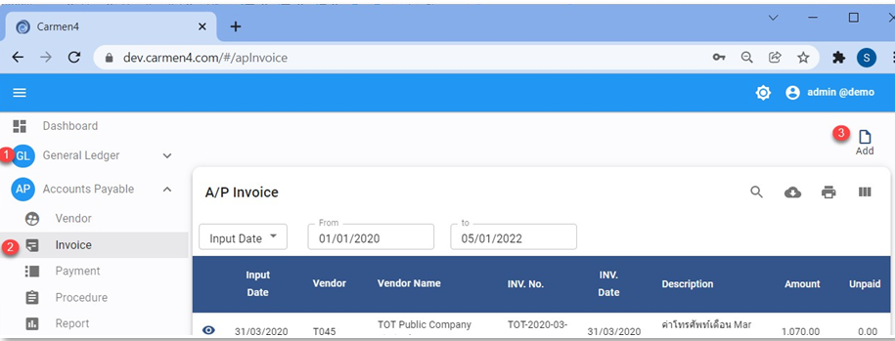 Carmen4
dev.carmen4.com/#/apInvoice
S
admin @demo
Dashboard
3
Add
1
GL General Ledger
AP Accounts Payable
A/P Invoice
Vendor
Input Date
From
01/01/2020
to
05/01/2022
2
Invoice
Payment
Procedure
Report
Input Date
Vendor
Vendor Name
INV. No.
INV. Date
Description
Amount
Unpaid
31/03/2020
T045
TOT Public Company
TOT-2020-03-
31/03/2020
ค่าโทรศัพท์เดือน Mar
1,070.00
0.00